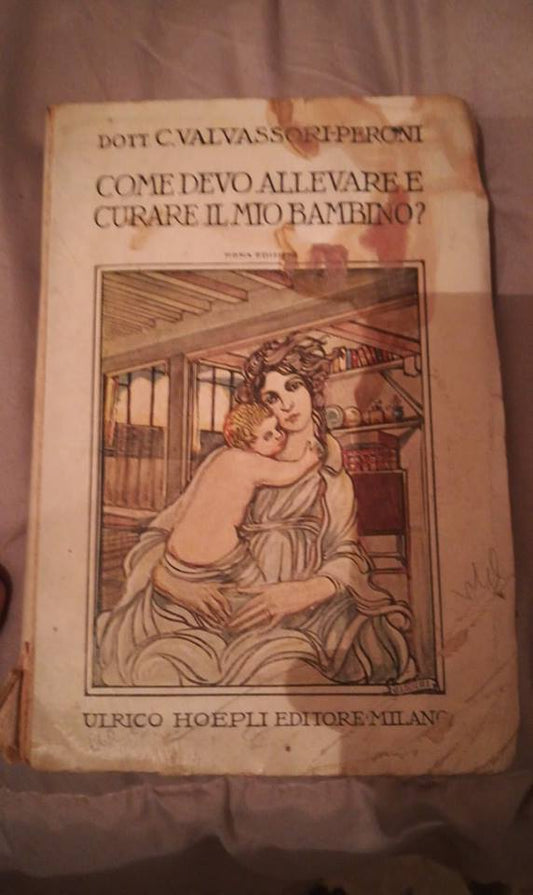 DOTT C. VALVASSORI-PERONI
COME DEVO ALLEVARE E
CURARE IL MIO BAMBINO?
ULRICO HOEPLI EDITORE·MILANO